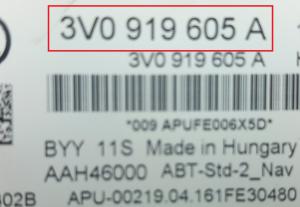 3V0 919 605 A
3V0 919 605 A
*009 APUFE006X5D*
BYY 11S Made in Hungary
AAH46000 ABT-Std-2_Nav
402B APU-00219.04.161FE30480